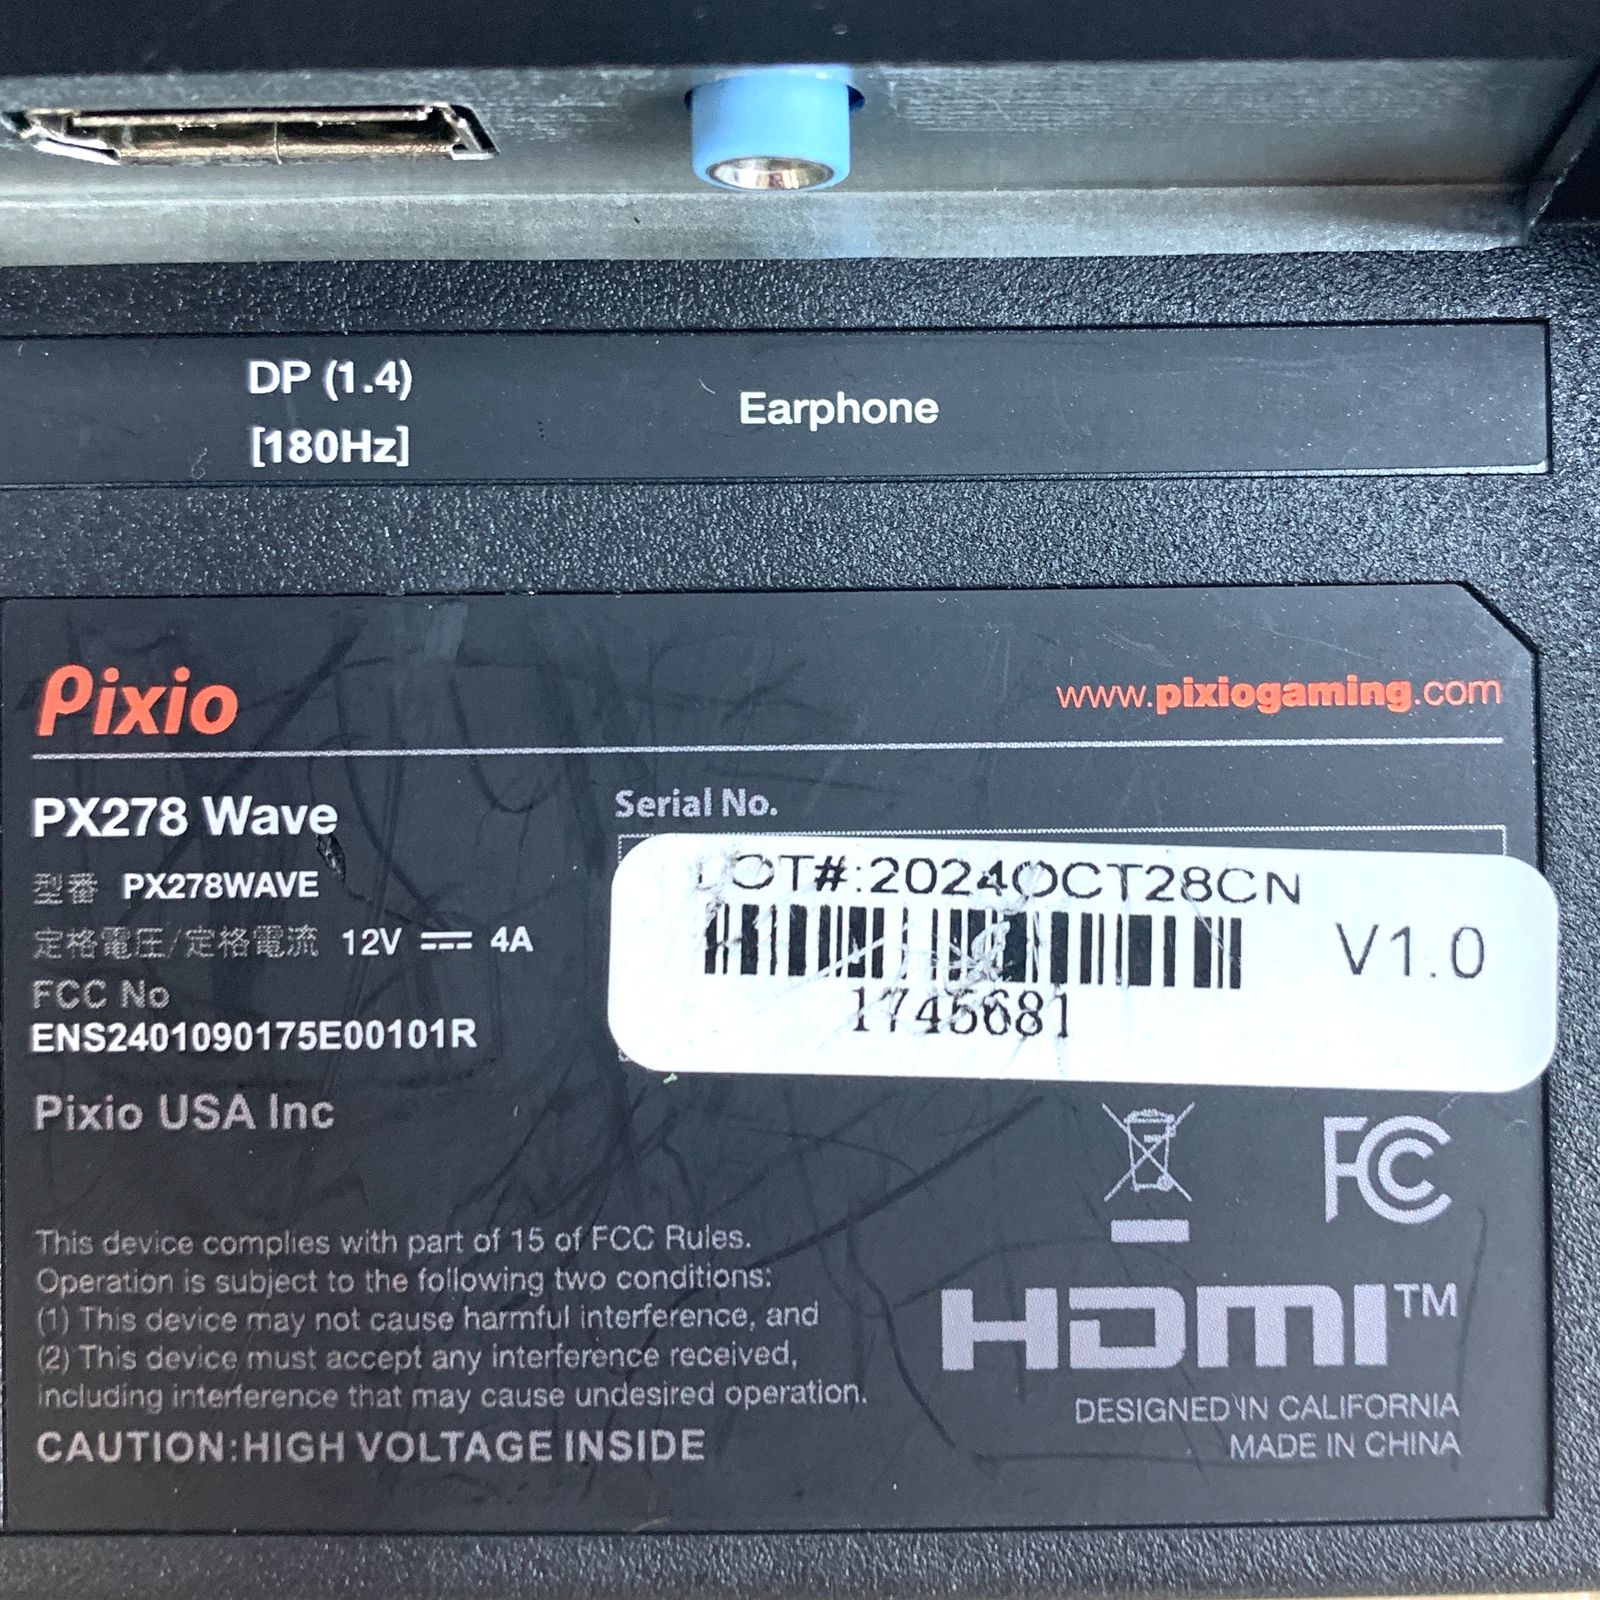 DP (1.4)
[180Hz]
Earphone
Pixio
www.pixiogaming.com
PX278 Wave
型番 PX278WAVE
定格電圧/定格電流 12V ⎓ 4A
FCC No
ENS2401090175E00101R
Pixio USA Inc
Serial No.
LOT#:2024OCT28CN
1745681
V1.0
FC
This device complies with part of 15 of FCC Rules.
Operation is subject to the following two conditions:
(1) This device may not cause harmful interference, and
(2) This device must accept any interference received,
including interference that may cause undesired operation.
CAUTION:HIGH VOLTAGE INSIDE
HDMI™
DESIGNED IN CALIFORNIA
MADE IN CHINA